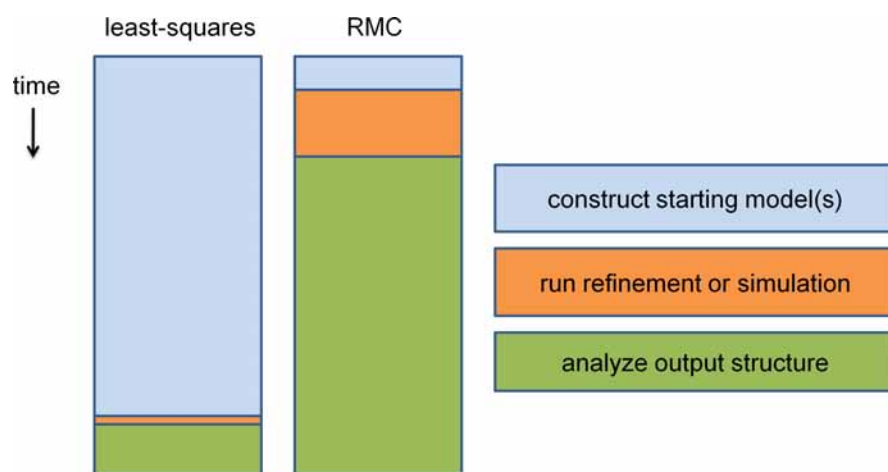 least-squares
RMC
time
construct starting model(s)
run refinement or simulation
analyze output structure